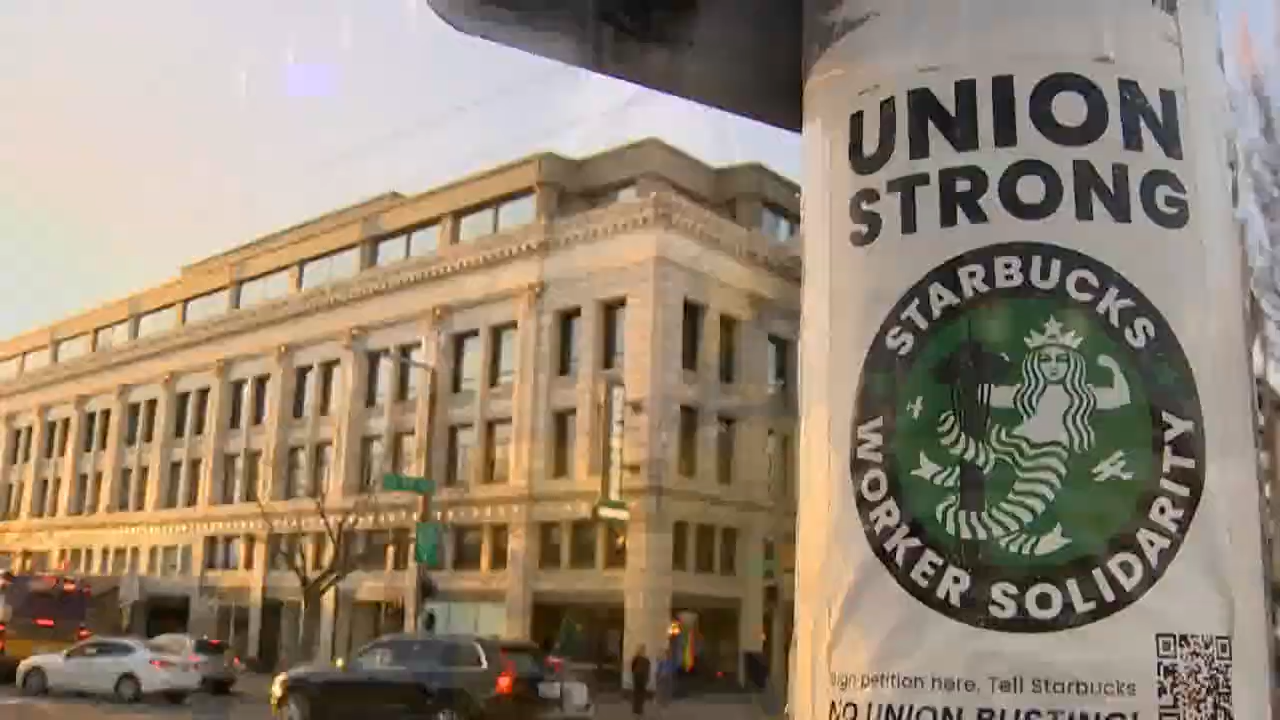 UNION
STRONG
STARBUCKS
WORKER SOLIDARITY
Sign petition here, Tell Starbucks
NO UNION BUSTING!